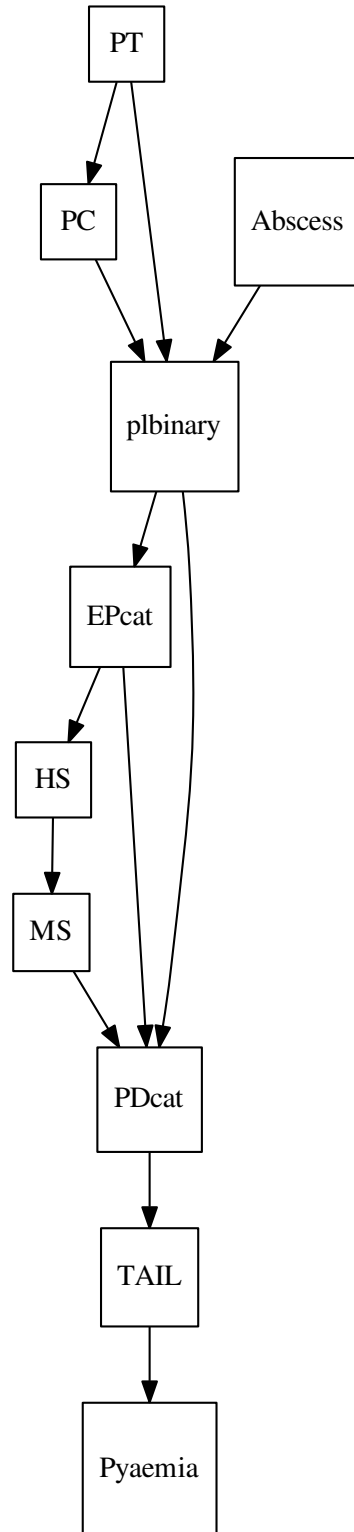 PT
PC
Abscess
plbinary
EPcat
HS
MS
PDcat
TAIL
Pyaemia